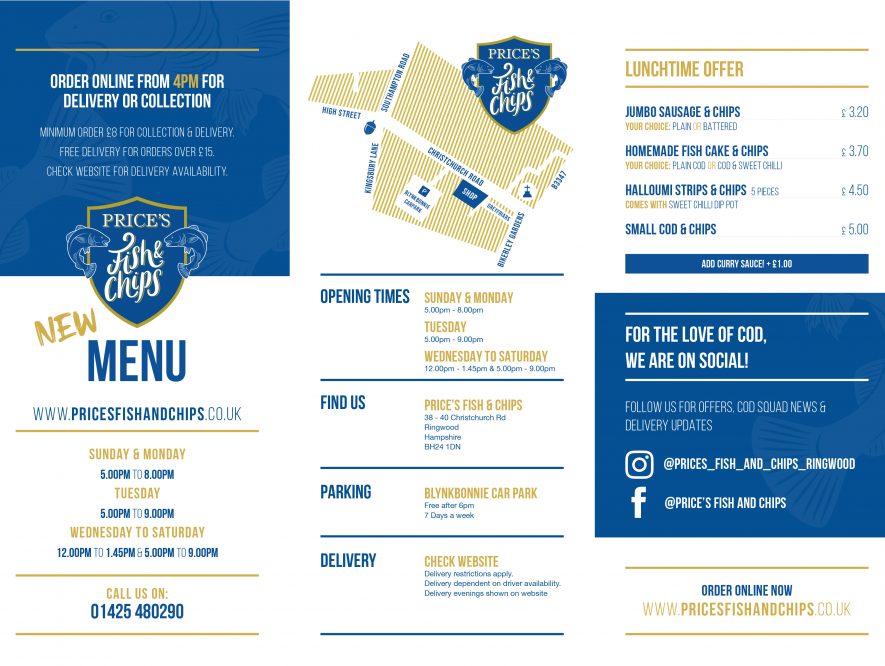 ORDER ONLINE FROM 4PM FOR
DELIVERY OR COLLECTION
MINIMUM ORDER £8 FOR COLLECTION & DELIVERY.
FREE DELIVERY FOR ORDERS OVER £15.
CHECK WEBSITE FOR DELIVERY AVAILABILITY.
PRICE'S
Fish &
Chips
NEW
MENU
WWW.PRICESFISHANDCHIPS.CO.UK
SUNDAY & MONDAY
5.00PM TO 8.00PM
TUESDAY
5.00PM TO 9.00PM
WEDNESDAY TO SATURDAY
12.00PM TO 1.45PM & 5.00PM TO 9.00PM
CALL US ON:
01425 480290
PRICE'S
Fish &
Chips
HIGH STREET
SOUTHAMPTON ROAD
KINGSBURY LANE
CHRISTCHURCH ROAD
P
BLYNKBONNIE
CARPARK
SHOP
GREYFRIARS
BICKERLEY GARDENS
B3347
OPENING TIMES
SUNDAY & MONDAY
5.00pm - 8.00pm
TUESDAY
5.00pm - 9.00pm
WEDNESDAY TO SATURDAY
12.00pm - 1.45pm & 5.00pm - 9.00pm
FIND US
PRICE'S FISH & CHIPS
38 - 40 Christchurch Rd
Ringwood
Hampshire
BH24 1DN
PARKING
BLYNKBONNIE CAR PARK
Free after 6pm
7 Days a week
DELIVERY
CHECK WEBSITE
Delivery restrictions apply.
Delivery dependent on driver availability.
Delivery evenings shown on website
LUNCHTIME OFFER
JUMBO SAUSAGE & CHIPS £ 3.20
YOUR CHOICE: PLAIN OR BATTERED
HOMEMADE FISH CAKE & CHIPS £ 3.70
YOUR CHOICE: PLAIN COD OR COD & SWEET CHILLI
HALLOUMI STRIPS & CHIPS 5 PIECES £ 4.50
COMES WITH SWEET CHILLI DIP POT
SMALL COD & CHIPS £ 5.00
ADD CURRY SAUCE! + £1.00
FOR THE LOVE OF COD,
WE ARE ON SOCIAL!
FOLLOW US FOR OFFERS, COD SQUAD NEWS &
DELIVERY UPDATES
@PRICES_FISH_AND_CHIPS_RINGWOOD
@PRICE'S FISH AND CHIPS
ORDER ONLINE NOW
WWW.PRICESFISHANDCHIPS.CO.UK